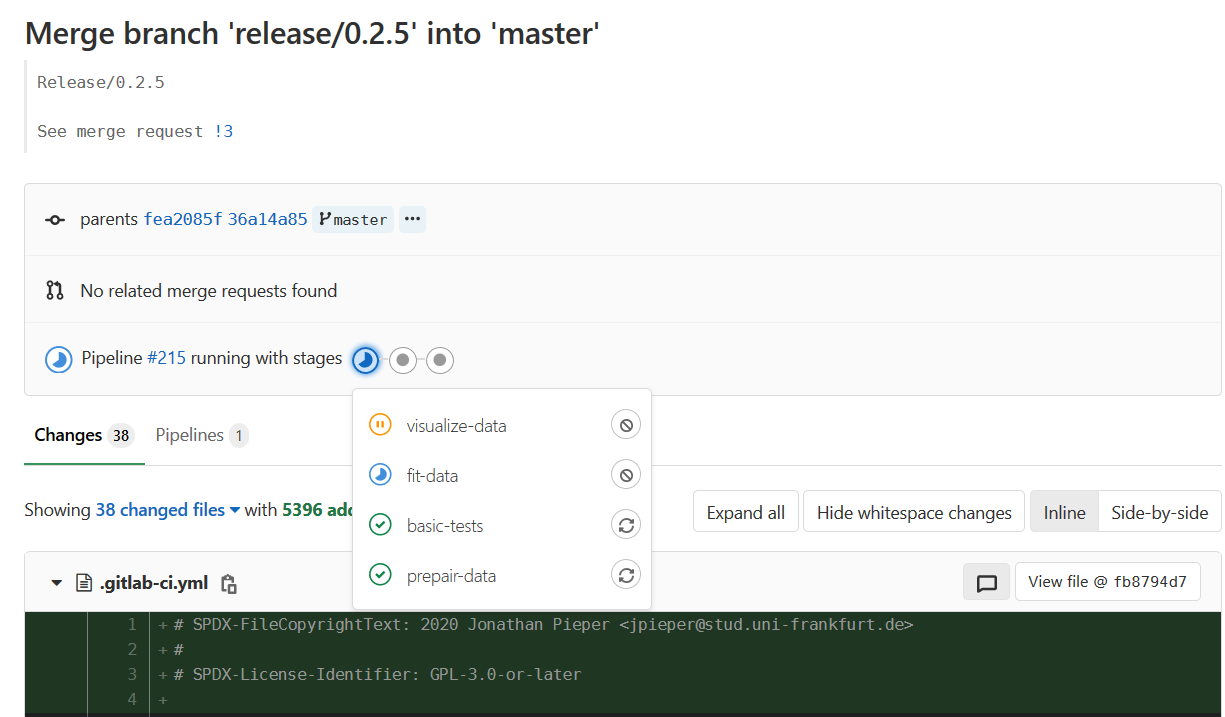 Merge branch 'release/0.2.5' into 'master'
Release/0.2.5
See merge request !3
parents fea2085f 36a14a85 master ...
No related merge requests found
Pipeline #215 running with stages
visualize-data
fit-data
basic-tests
prepair-data
Changes 38 Pipelines 1
Showing 38 changed files with 5396
Expand all Hide whitespace changes Inline Side-by-side
.gitlab-ci.yml View file @ fb8794d7
1 + # SPDX-FileCopyrightText: 2020 Jonathan Pieper <jpieper@stud.uni-frankfurt.de>
2 + #
3 + # SPDX-License-Identifier: GPL-3.0-or-later
4 +